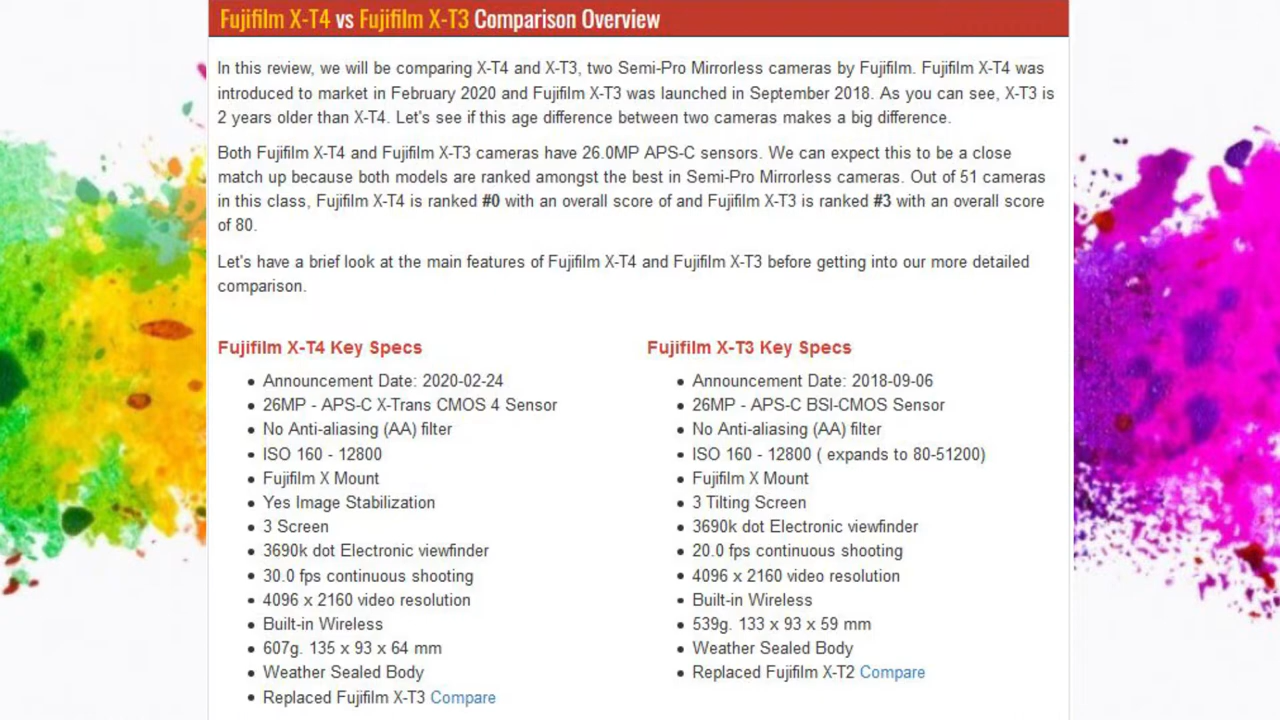 Fujifilm X-T4 vs Fujifilm X-T3 Comparison Overview
In this review, we will be comparing X-T4 and X-T3, two Semi-Pro Mirrorless cameras by Fujifilm. Fujifilm X-T4 was
introduced to market in February 2020 and Fujifilm X-T3 was launched in September 2018. As you can see, X-T3 is
2 years older than X-T4. Let's see if this age difference between two cameras makes a big difference.
Both Fujifilm X-T4 and Fujifilm X-T3 cameras have 26.0MP APS-C sensors. We can expect this to be a close
match up because both models are ranked amongst the best in Semi-Pro Mirrorless cameras. Out of 51 cameras
in this class, Fujifilm X-T4 is ranked #0 with an overall score of and Fujifilm X-T3 is ranked #3 with an overall score
of 80.
Let's have a brief look at the main features of Fujifilm X-T4 and Fujifilm X-T3 before getting into our more detailed
comparison.
Fujifilm X-T4 Key Specs
• Announcement Date: 2020-02-24
• 26MP - APS-C X-Trans CMOS 4 Sensor
• No Anti-aliasing (AA) filter
• ISO 160 - 12800
• Fujifilm X Mount
• Yes Image Stabilization
• 3 Screen
• 3690k dot Electronic viewfinder
• 30.0 fps continuous shooting
• 4096 x 2160 video resolution
• Built-in Wireless
• 607g. 135 x 93 x 64 mm
• Weather Sealed Body
• Replaced Fujifilm X-T3 Compare
Fujifilm X-T3 Key Specs
• Announcement Date: 2018-09-06
• 26MP - APS-C BSI-CMOS Sensor
• No Anti-aliasing (AA) filter
• ISO 160 - 12800 ( expands to 80-51200)
• Fujifilm X Mount
• 3 Tilting Screen
• 3690k dot Electronic viewfinder
• 20.0 fps continuous shooting
• 4096 x 2160 video resolution
• Built-in Wireless
• 539g. 133 x 93 x 59 mm
• Weather Sealed Body
• Replaced Fujifilm X-T2 Compare